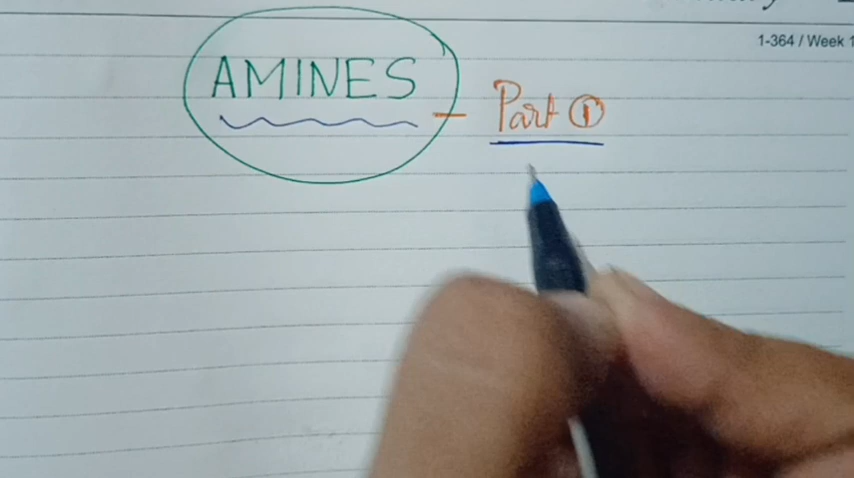 1-364 / Week 1
AMINES - Part ①